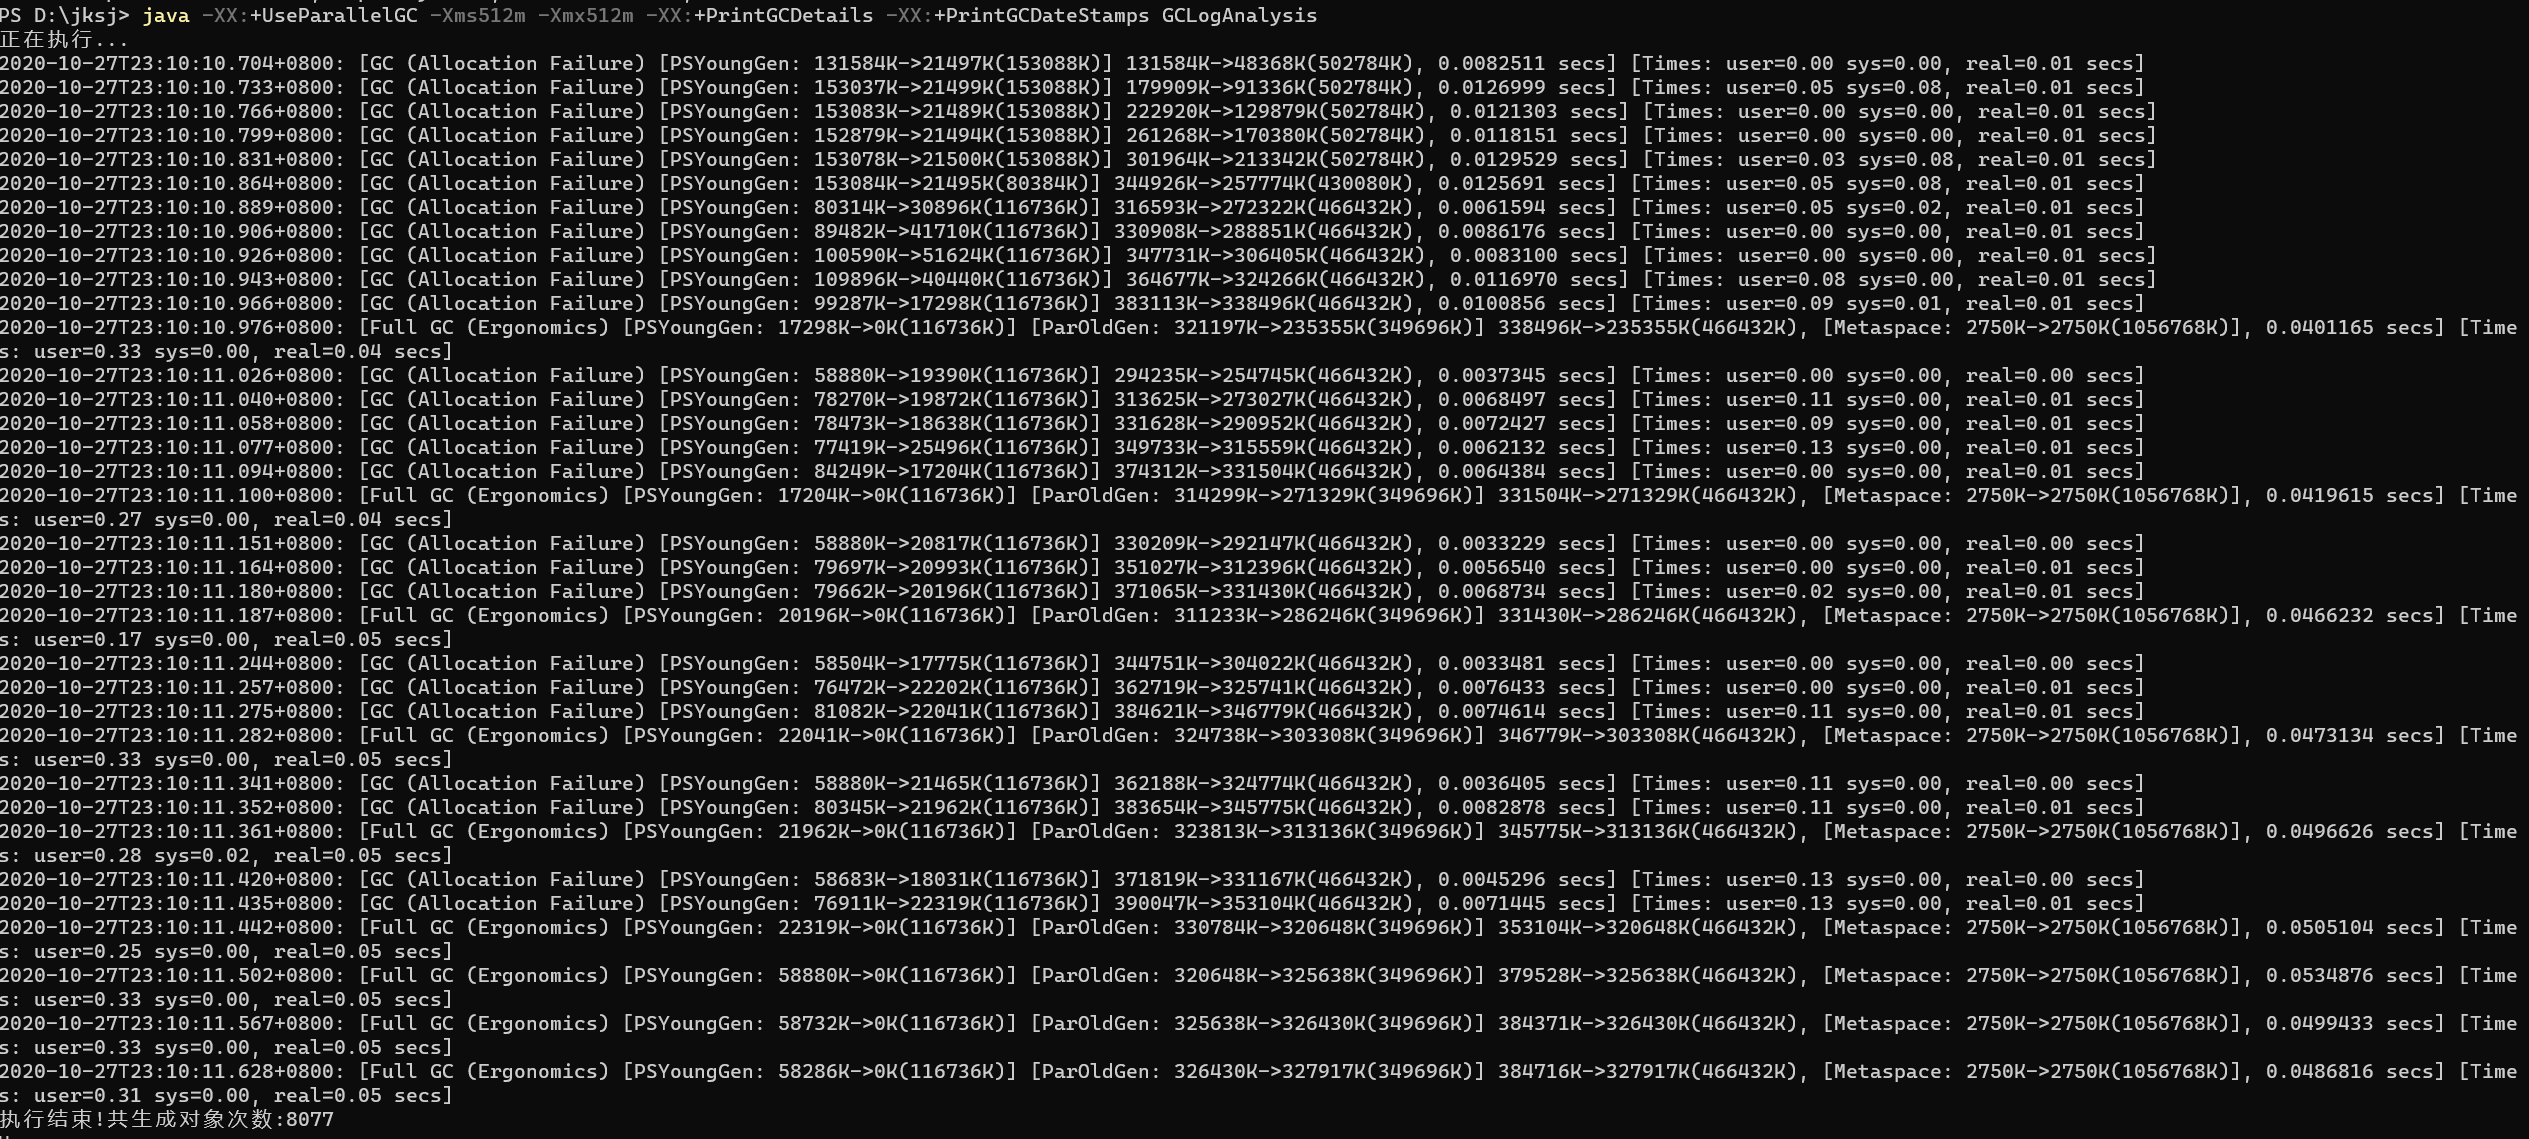 PS D:\jksj> java -XX:+UseParallelGC -Xms512m -Xmx512m -XX:+PrintGCDetails -XX:+PrintGCDateStamps GCLogAnalysis
正在执行...
2020-10-27T23:10:10.704+0800: [GC (Allocation Failure) [PSYoungGen: 131584K->21497K(153088K)] 131584K->48368K(502784K), 0.0082511 secs] [Times: user=0.00 sys=0.00, real=0.01 secs]
2020-10-27T23:10:10.733+0800: [GC (Allocation Failure) [PSYoungGen: 153037K->21499K(153088K)] 179909K->91336K(502784K), 0.0126999 secs] [Times: user=0.05 sys=0.08, real=0.01 secs]
2020-10-27T23:10:10.766+0800: [GC (Allocation Failure) [PSYoungGen: 153083K->21489K(153088K)] 222920K->129879K(502784K), 0.0121303 secs] [Times: user=0.00 sys=0.00, real=0.01 secs]
2020-10-27T23:10:10.799+0800: [GC (Allocation Failure) [PSYoungGen: 152879K->21494K(153088K)] 261268K->170380K(502784K), 0.0118151 secs] [Times: user=0.00 sys=0.00, real=0.01 secs]
2020-10-27T23:10:10.831+0800: [GC (Allocation Failure) [PSYoungGen: 153078K->21500K(153088K)] 301964K->213342K(502784K), 0.0129529 secs] [Times: user=0.03 sys=0.08, real=0.01 secs]
2020-10-27T23:10:10.864+0800: [GC (Allocation Failure) [PSYoungGen: 153084K->21495K(80384K)] 344926K->257774K(430080K), 0.0125691 secs] [Times: user=0.05 sys=0.08, real=0.01 secs]
2020-10-27T23:10:10.889+0800: [GC (Allocation Failure) [PSYoungGen: 80314K->30896K(116736K)] 316593K->272322K(466432K), 0.0061594 secs] [Times: user=0.05 sys=0.02, real=0.01 secs]
2020-10-27T23:10:10.906+0800: [GC (Allocation Failure) [PSYoungGen: 89482K->41710K(116736K)] 330908K->288851K(466432K), 0.0086176 secs] [Times: user=0.00 sys=0.00, real=0.01 secs]
2020-10-27T23:10:10.926+0800: [GC (Allocation Failure) [PSYoungGen: 100590K->51624K(116736K)] 347731K->306405K(466432K), 0.0083100 secs] [Times: user=0.00 sys=0.00, real=0.01 secs]
2020-10-27T23:10:10.943+0800: [GC (Allocation Failure) [PSYoungGen: 109896K->40440K(116736K)] 364677K->324266K(466432K), 0.0116970 secs] [Times: user=0.08 sys=0.00, real=0.01 secs]
2020-10-27T23:10:10.966+0800: [GC (Allocation Failure) [PSYoungGen: 99287K->17298K(116736K)] 383113K->338496K(466432K), 0.0100856 secs] [Times: user=0.09 sys=0.01, real=0.01 secs]
2020-10-27T23:10:10.976+0800: [Full GC (Ergonomics) [PSYoungGen: 17298K->0K(116736K)] [ParOldGen: 321197K->235355K(349696K)] 338496K->235355K(466432K), [Metaspace: 2750K->2750K(1056768K)], 0.0401165 secs] [Time
s: user=0.33 sys=0.00, real=0.04 secs]
2020-10-27T23:10:11.026+0800: [GC (Allocation Failure) [PSYoungGen: 58880K->19390K(116736K)] 294235K->254745K(466432K), 0.0037345 secs] [Times: user=0.00 sys=0.00, real=0.00 secs]
2020-10-27T23:10:11.040+0800: [GC (Allocation Failure) [PSYoungGen: 78270K->19872K(116736K)] 313625K->273027K(466432K), 0.0068497 secs] [Times: user=0.11 sys=0.00, real=0.01 secs]
2020-10-27T23:10:11.058+0800: [GC (Allocation Failure) [PSYoungGen: 78473K->18638K(116736K)] 331628K->290952K(466432K), 0.0072427 secs] [Times: user=0.09 sys=0.00, real=0.01 secs]
2020-10-27T23:10:11.077+0800: [GC (Allocation Failure) [PSYoungGen: 77419K->25496K(116736K)] 349733K->315559K(466432K), 0.0062132 secs] [Times: user=0.13 sys=0.00, real=0.01 secs]
2020-10-27T23:10:11.094+0800: [GC (Allocation Failure) [PSYoungGen: 84249K->17204K(116736K)] 374312K->331504K(466432K), 0.0064384 secs] [Times: user=0.00 sys=0.00, real=0.01 secs]
2020-10-27T23:10:11.100+0800: [Full GC (Ergonomics) [PSYoungGen: 17204K->0K(116736K)] [ParOldGen: 314299K->271329K(349696K)] 331504K->271329K(466432K), [Metaspace: 2750K->2750K(1056768K)], 0.0419615 secs] [Time
s: user=0.27 sys=0.00, real=0.04 secs]
2020-10-27T23:10:11.151+0800: [GC (Allocation Failure) [PSYoungGen: 58880K->20817K(116736K)] 330209K->292147K(466432K), 0.0033229 secs] [Times: user=0.00 sys=0.00, real=0.00 secs]
2020-10-27T23:10:11.164+0800: [GC (Allocation Failure) [PSYoungGen: 79697K->20993K(116736K)] 351027K->312396K(466432K), 0.0056540 secs] [Times: user=0.00 sys=0.00, real=0.01 secs]
2020-10-27T23:10:11.180+0800: [GC (Allocation Failure) [PSYoungGen: 79662K->20196K(116736K)] 371065K->331430K(466432K), 0.0068734 secs] [Times: user=0.02 sys=0.00, real=0.01 secs]
2020-10-27T23:10:11.187+0800: [Full GC (Ergonomics) [PSYoungGen: 20196K->0K(116736K)] [ParOldGen: 311233K->286246K(349696K)] 331430K->286246K(466432K), [Metaspace: 2750K->2750K(1056768K)], 0.0466232 secs] [Time
s: user=0.17 sys=0.00, real=0.05 secs]
2020-10-27T23:10:11.244+0800: [GC (Allocation Failure) [PSYoungGen: 58504K->17775K(116736K)] 344751K->304022K(466432K), 0.0033481 secs] [Times: user=0.00 sys=0.00, real=0.00 secs]
2020-10-27T23:10:11.257+0800: [GC (Allocation Failure) [PSYoungGen: 76472K->22202K(116736K)] 362719K->325741K(466432K), 0.0076433 secs] [Times: user=0.00 sys=0.00, real=0.01 secs]
2020-10-27T23:10:11.275+0800: [GC (Allocation Failure) [PSYoungGen: 81082K->22041K(116736K)] 384621K->346779K(466432K), 0.0074614 secs] [Times: user=0.11 sys=0.00, real=0.01 secs]
2020-10-27T23:10:11.282+0800: [Full GC (Ergonomics) [PSYoungGen: 22041K->0K(116736K)] [ParOldGen: 324738K->303308K(349696K)] 346779K->303308K(466432K), [Metaspace: 2750K->2750K(1056768K)], 0.0473134 secs] [Time
s: user=0.33 sys=0.00, real=0.05 secs]
2020-10-27T23:10:11.341+0800: [GC (Allocation Failure) [PSYoungGen: 58880K->21465K(116736K)] 362188K->324774K(466432K), 0.0036405 secs] [Times: user=0.11 sys=0.00, real=0.00 secs]
2020-10-27T23:10:11.352+0800: [GC (Allocation Failure) [PSYoungGen: 80345K->21962K(116736K)] 383654K->345775K(466432K), 0.0082878 secs] [Times: user=0.11 sys=0.00, real=0.01 secs]
2020-10-27T23:10:11.361+0800: [Full GC (Ergonomics) [PSYoungGen: 21962K->0K(116736K)] [ParOldGen: 323813K->313136K(349696K)] 345775K->313136K(466432K), [Metaspace: 2750K->2750K(1056768K)], 0.0496626 secs] [Time
s: user=0.28 sys=0.02, real=0.05 secs]
2020-10-27T23:10:11.420+0800: [GC (Allocation Failure) [PSYoungGen: 58683K->18031K(116736K)] 371819K->331167K(466432K), 0.0045296 secs] [Times: user=0.13 sys=0.00, real=0.00 secs]
2020-10-27T23:10:11.435+0800: [GC (Allocation Failure) [PSYoungGen: 76911K->22319K(116736K)] 390047K->353104K(466432K), 0.0071445 secs] [Times: user=0.13 sys=0.00, real=0.01 secs]
2020-10-27T23:10:11.442+0800: [Full GC (Ergonomics) [PSYoungGen: 22319K->0K(116736K)] [ParOldGen: 330784K->320648K(349696K)] 353104K->320648K(466432K), [Metaspace: 2750K->2750K(1056768K)], 0.0505104 secs] [Time
s: user=0.25 sys=0.00, real=0.05 secs]
2020-10-27T23:10:11.502+0800: [Full GC (Ergonomics) [PSYoungGen: 58880K->0K(116736K)] [ParOldGen: 320648K->325638K(349696K)] 379528K->325638K(466432K), [Metaspace: 2750K->2750K(1056768K)], 0.0534876 secs] [Time
s: user=0.33 sys=0.00, real=0.05 secs]
2020-10-27T23:10:11.567+0800: [Full GC (Ergonomics) [PSYoungGen: 58732K->0K(116736K)] [ParOldGen: 325638K->326430K(349696K)] 384371K->326430K(466432K), [Metaspace: 2750K->2750K(1056768K)], 0.0499433 secs] [Time
s: user=0.33 sys=0.00, real=0.05 secs]
2020-10-27T23:10:11.628+0800: [Full GC (Ergonomics) [PSYoungGen: 58286K->0K(116736K)] [ParOldGen: 326430K->327917K(349696K)] 384716K->327917K(466432K), [Metaspace: 2750K->2750K(1056768K)], 0.0486816 secs] [Time
s: user=0.31 sys=0.00, real=0.05 secs]
执行结束!共生成对象次数:8077